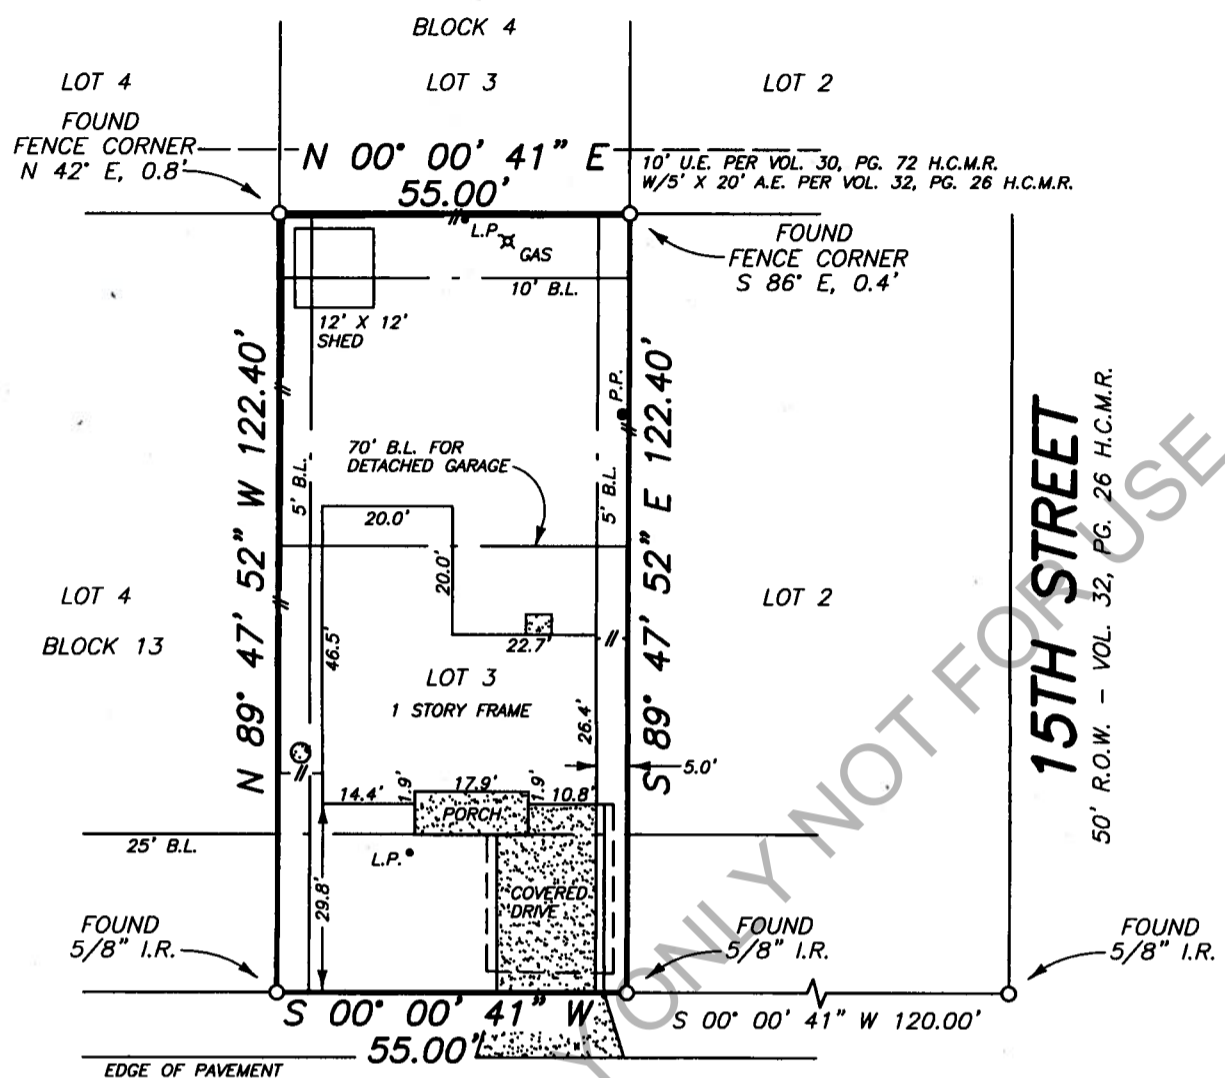 BLOCK 4
LOT 4
LOT 3
LOT 2
FOUND
FENCE CORNER
N 42° E, 0.8'
N 00° 00' 41" E
55.00'
10' U.E. PER VOL. 30, PG. 72 H.C.M.R.
W/5' X 20' A.E. PER VOL. 32, PG. 26 H.C.M.R.
L.P.
GAS
FOUND
FENCE CORNER
S 86° E, 0.4'
10' B.L.
12' X 12'
SHED
N 89° 47' 52" W 122.40'
5' B.L.
70' B.L. FOR
DETACHED GARAGE
P.P.
5' B.L.
S 89° 47' 52" E 122.40'
15TH STREET
50' R.O.W. - VOL. 32, PG. 26 H.C.M.R.
20.0'
20.0'
LOT 4
BLOCK 13
46.5'
22.7'
LOT 2
LOT 3
1 STORY FRAME
26.4'
5.0'
14.4'
1.9'
17.9'
1.9'
10.8'
PORCH
25' B.L.
L.P.
29.8'
COVERED
DRIVE
FOUND
5/8" I.R.
FOUND
5/8" I.R.
FOUND
5/8" I.R.
S 00° 00' 41" W
55.00'
S 00° 00' 41" W 120.00'
EDGE OF PAVEMENT
Y ONLY NOT FOR USE